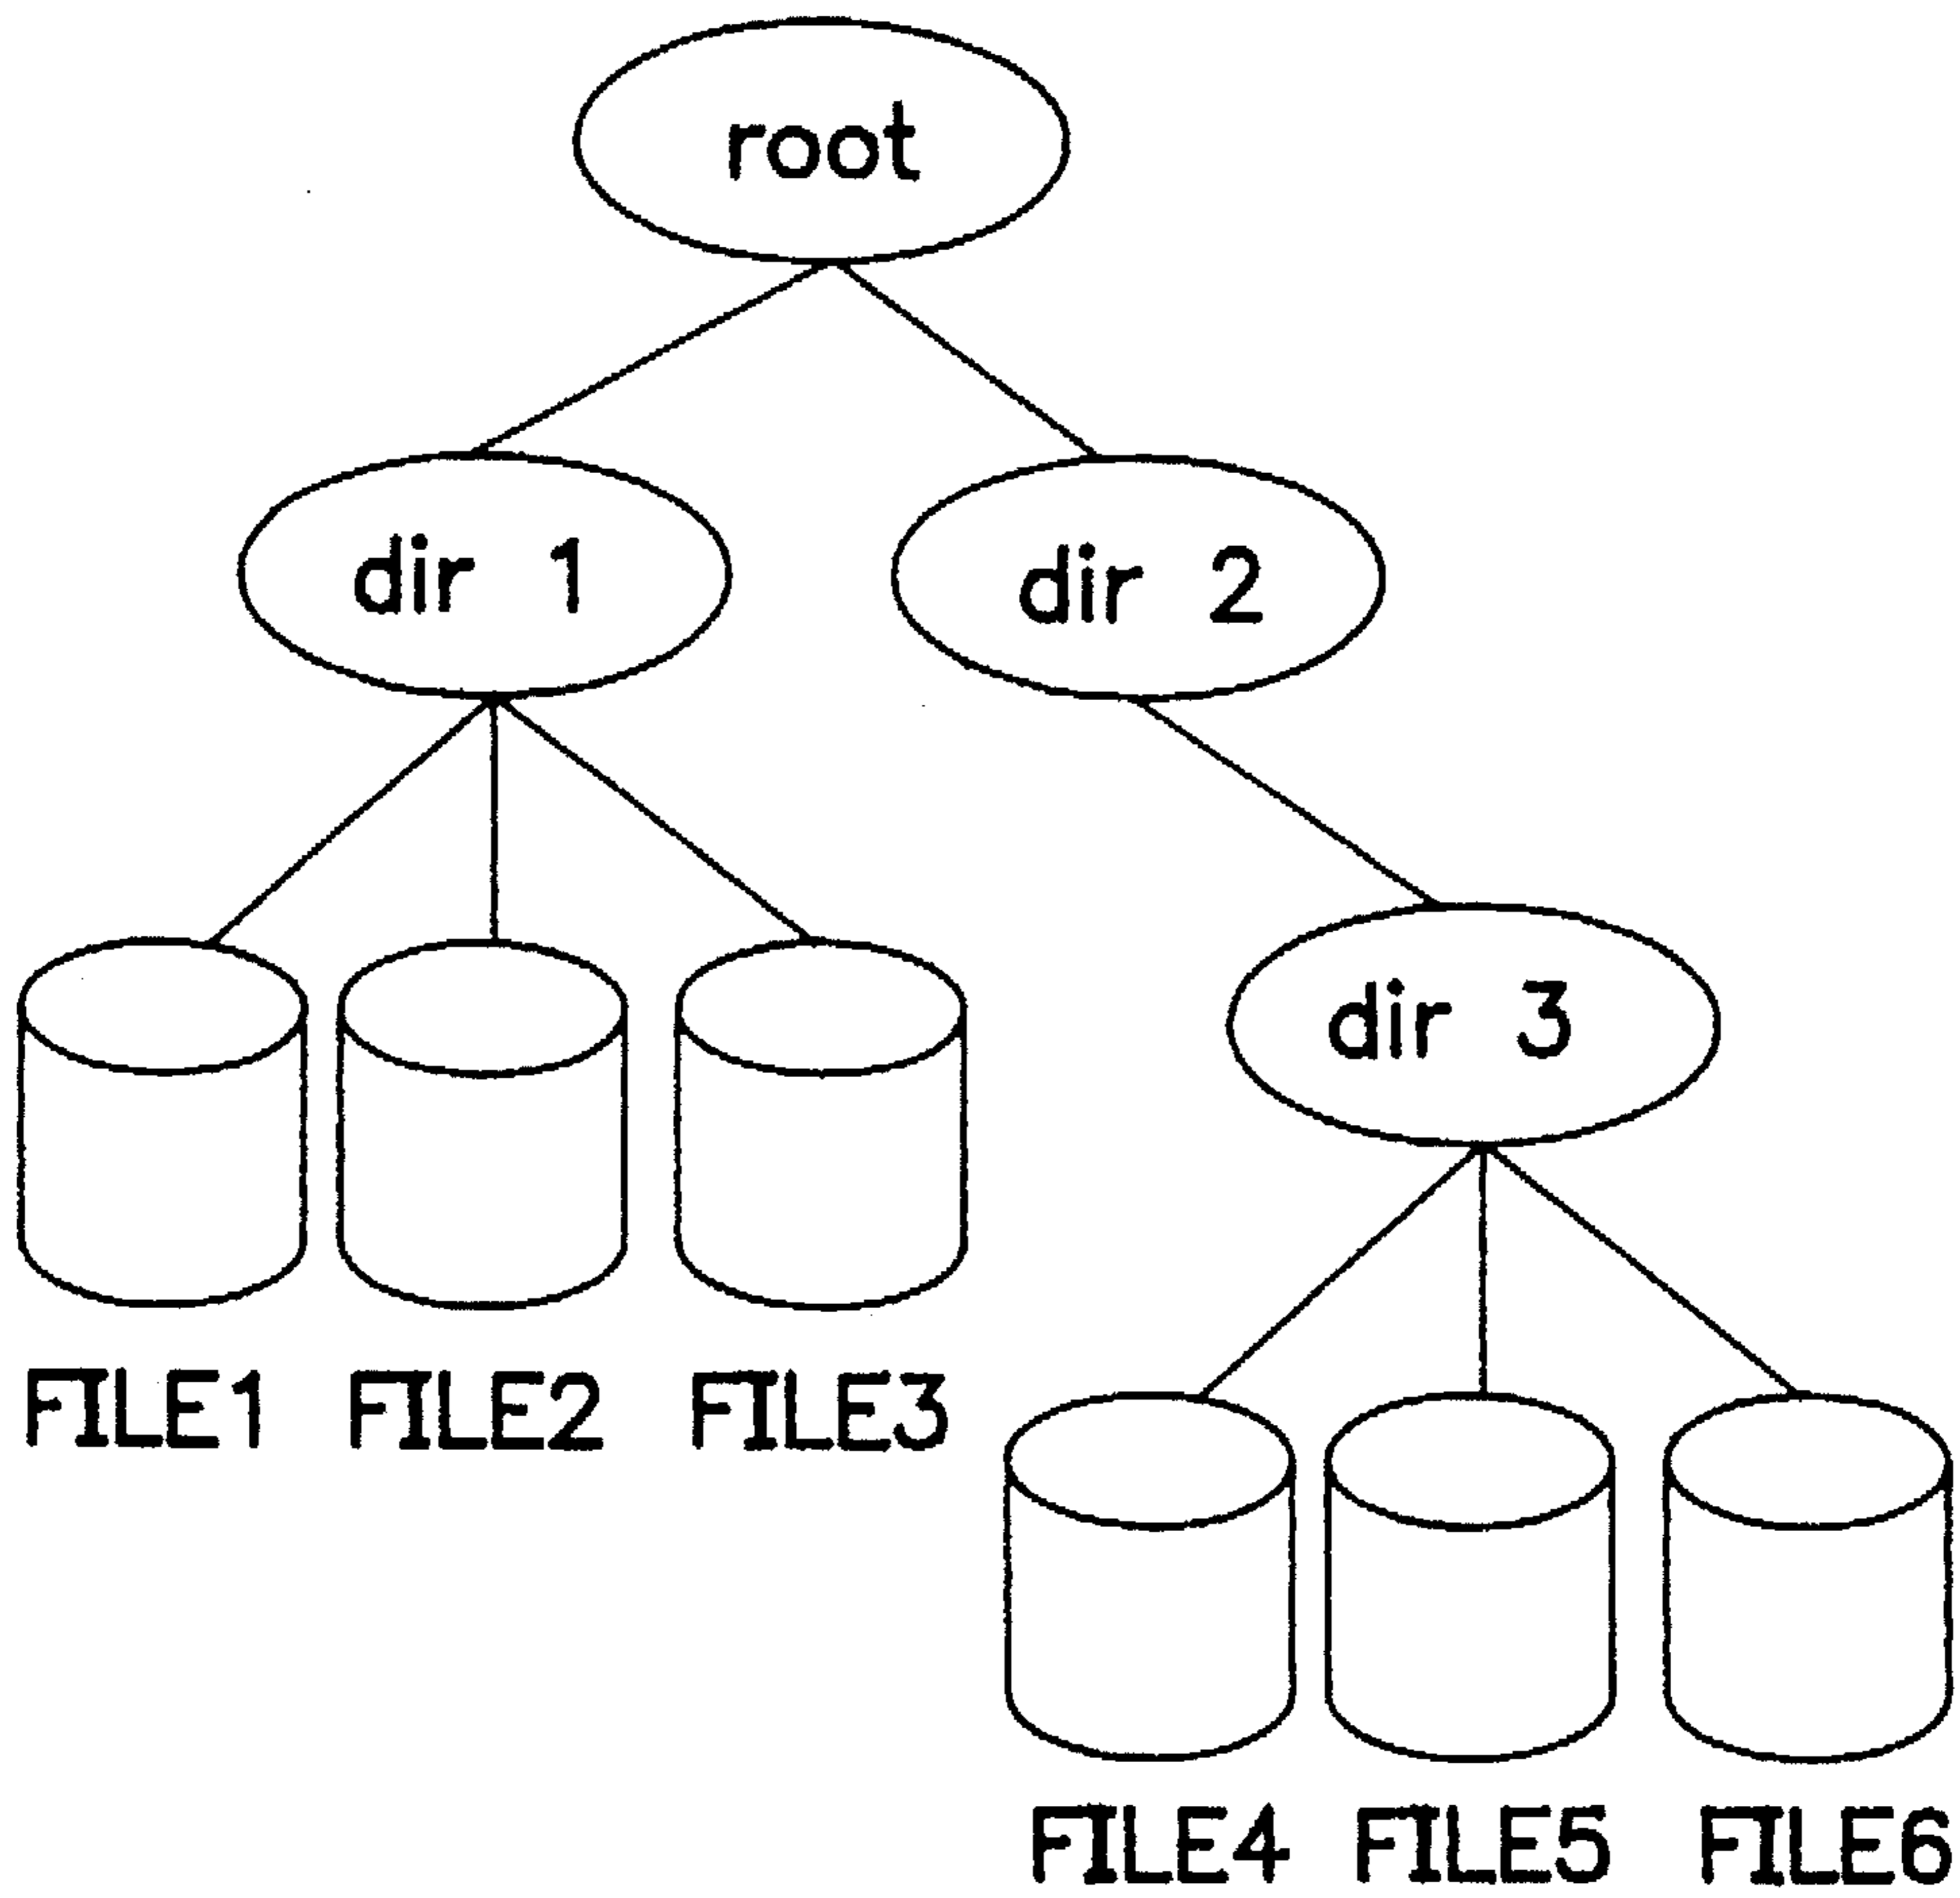 root
dir 1
dir 2
dir 3
FILE1 FILE2 FILE3
FILE4 FILE5 FILE6